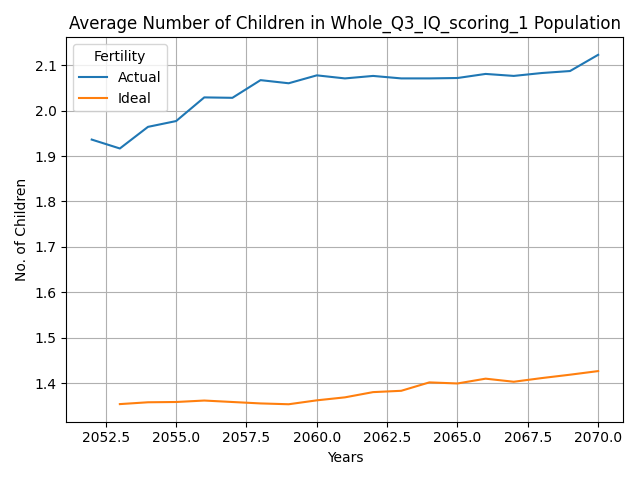 Average Number of Children in Whole_Q3_IQ_scoring_1 Population
Fertility
Actual
Ideal
2.1
2.0
1.9
1.8
1.7
1.6
1.5
1.4
No. of Children
2052.5 2055.0 2057.5 2060.0 2062.5 2065.0 2067.5 2070.0
Years